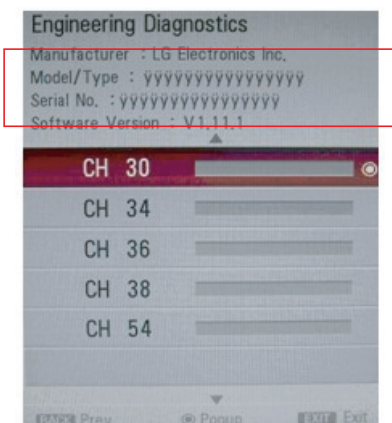 Engineering Diagnostics
Manufacturer : LG Electronics Inc.
Model/Type : ÿÿÿÿÿÿÿÿÿÿÿÿÿÿÿÿ
Serial No. : ÿÿÿÿÿÿÿÿÿÿÿÿÿÿÿÿ
Software Version : V1.11.1
CH 30
CH 34
CH 36
CH 38
CH 54
BACK Prev. Popup EXIT Exit